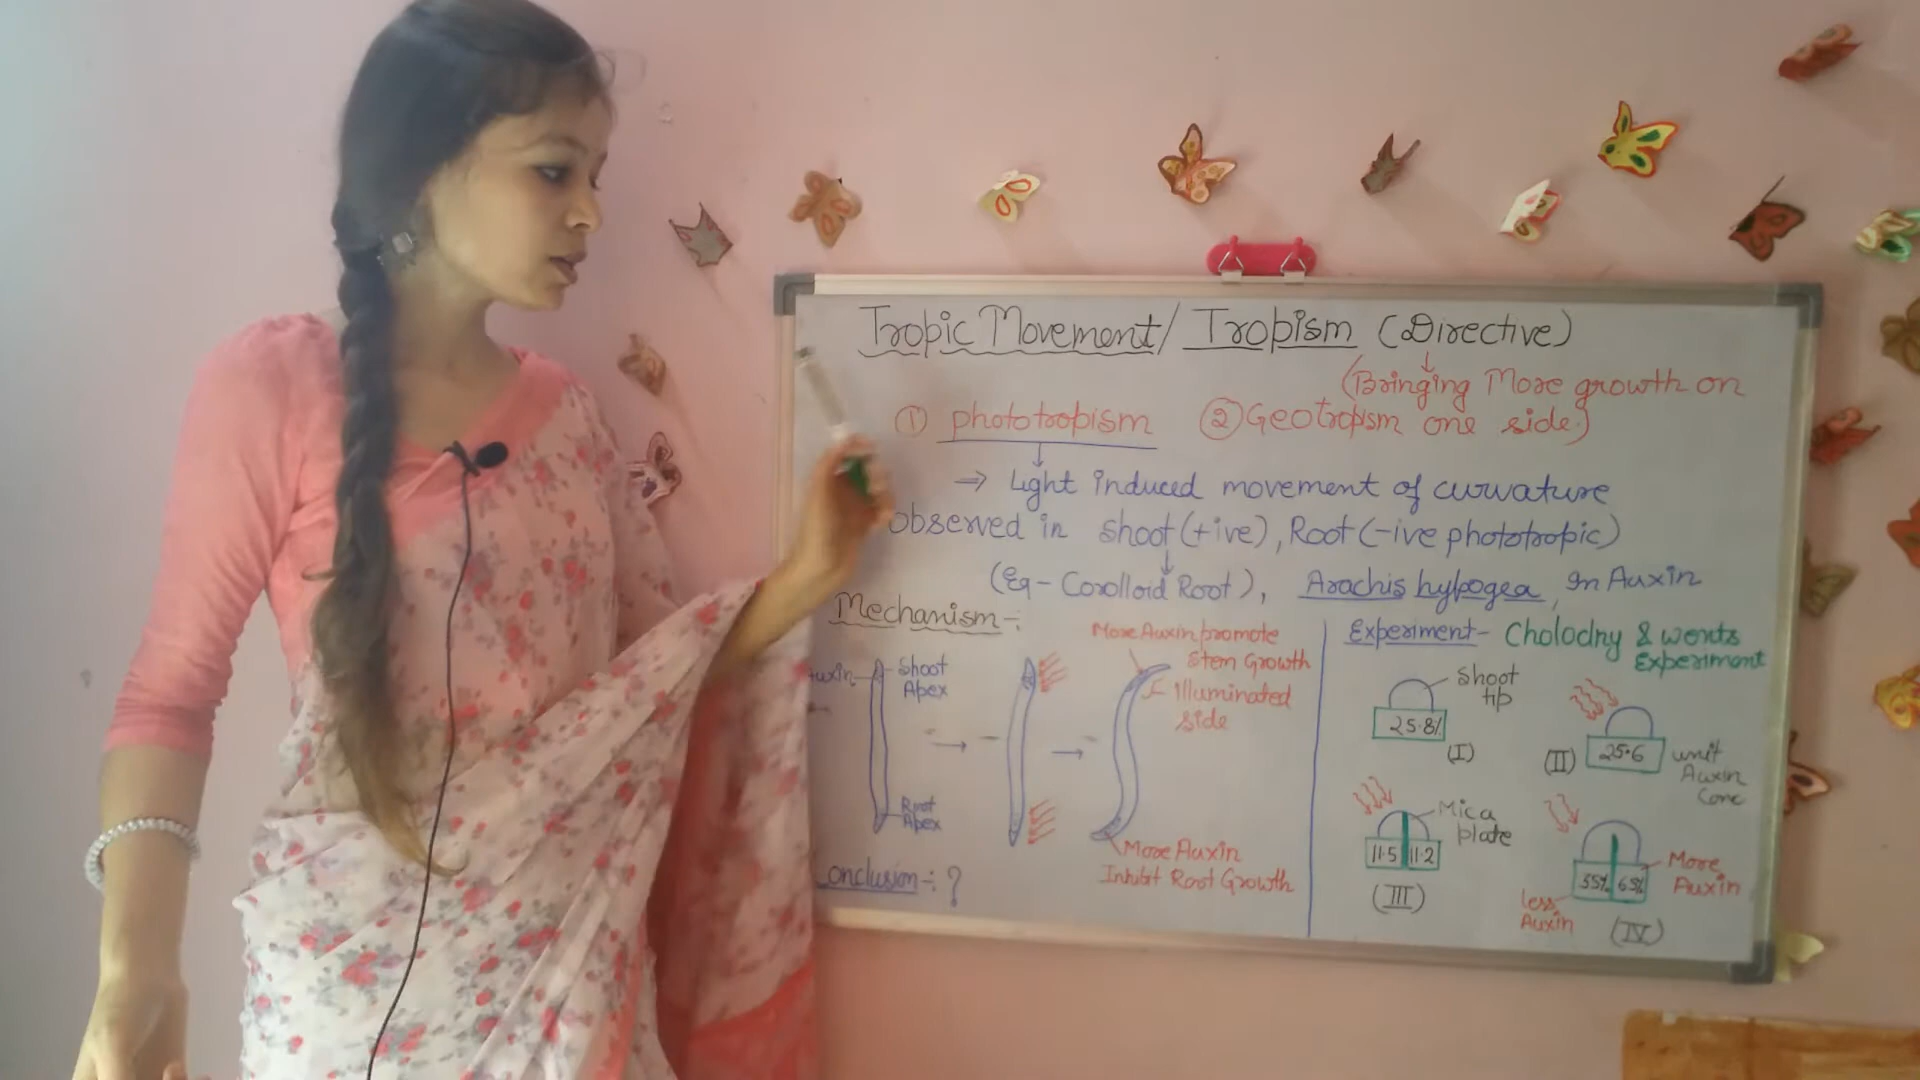 Tropic Movement/ Tropism (Directive)
(Bringing More growth on
one side)
① phototropism ② Geotropism
⇒ Light induced movement of curvature
observed in shoot(+ive), Root(-ive phototropic)
(Eg- Corolloid Root), Arachis hypogea, In Auxin
Mechanism-:
Auxin
Shoot
Apex
Root
Apex
More Auxin promote
Stem Growth
Illuminated
side
More Auxin
Inhibit Root Growth
Conclusion-: ?
Experiment- Cholodny & wents
Experiment
Shoot
tip
25.8%
(I)
25.6
(II)
unit
Auxin
Conc
Mica
plate
11.5 11.2
(III)
35% 65%
More
Auxin
less
Auxin
(IV)